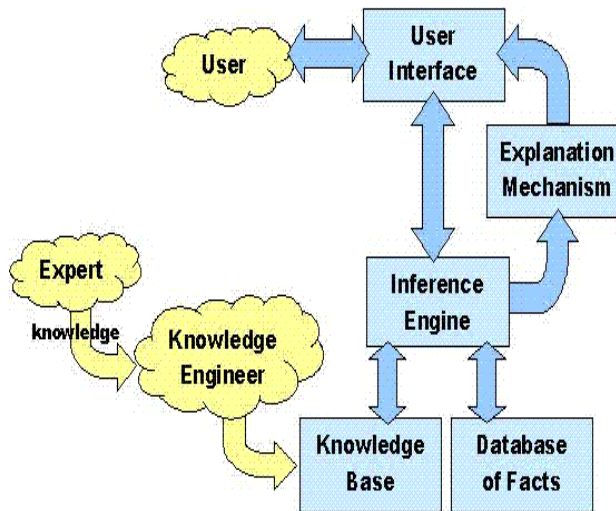 User
Interface
User
Explanation
Mechanism
Expert
knowledge
Inference
Engine
Knowledge
Engineer
Knowledge
Base
Database
of Facts